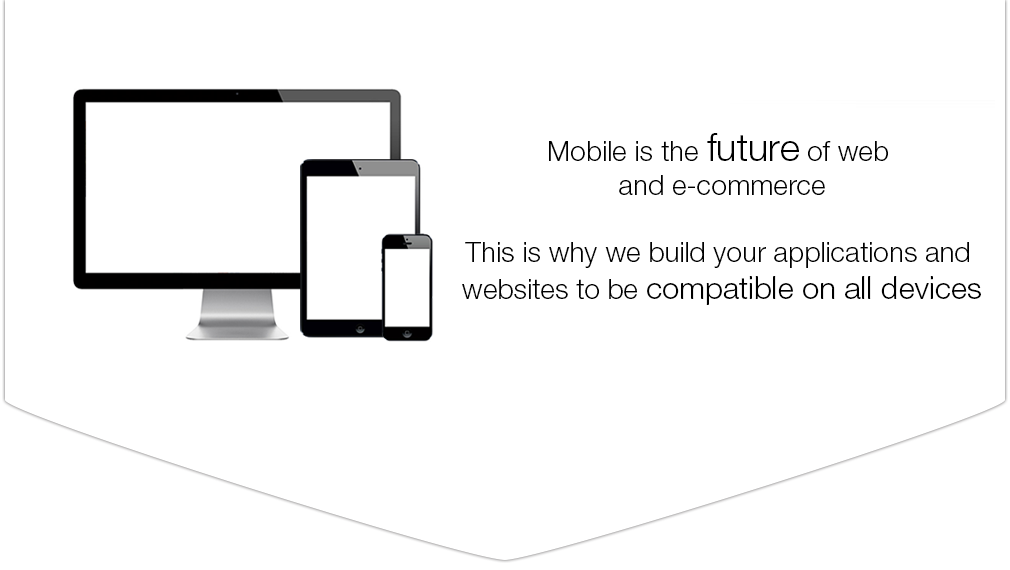 Mobile is the future of web
and e-commerce
This is why we build your applications and
websites to be compatible on all devices